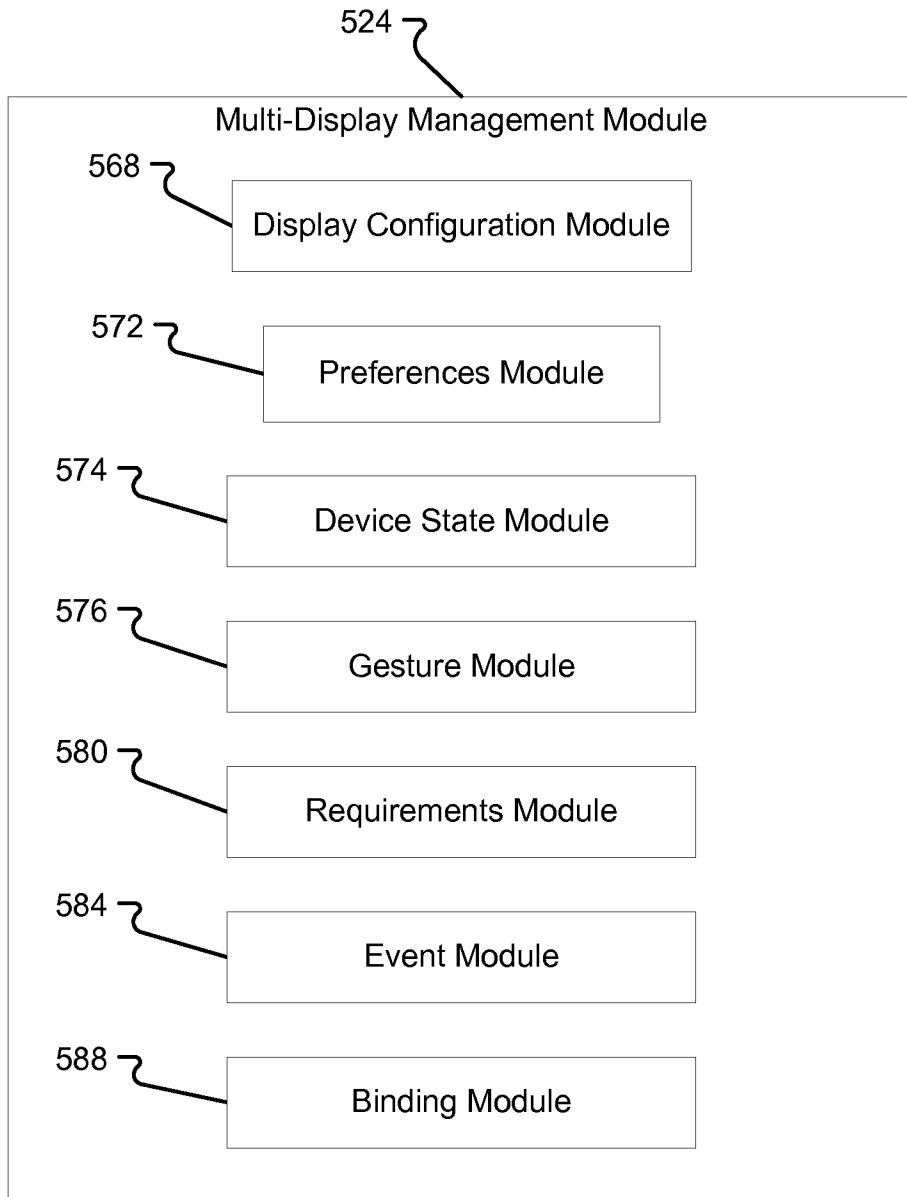 524
Multi-Display Management Module
568
Display Configuration Module
572
Preferences Module
574
Device State Module
576
Gesture Module
580
Requirements Module
584
Event Module
588
Binding Module